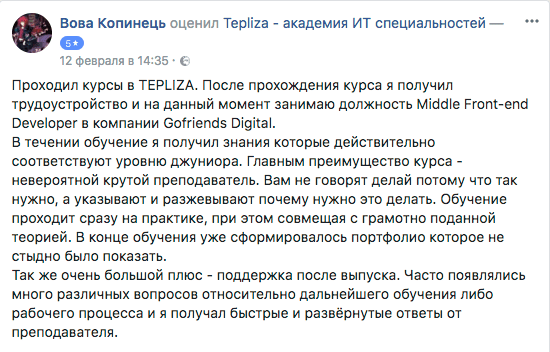 Вова Копинець оценил Tepliza - академия ИТ специальностей —
5★
12 февраля в 14:35 ·
Проходил курсы в TEPLIZA. После прохождения курса я получил
трудоустройство и на данный момент занимаю должность Middle Front-end
Developer в компании Gofriends Digital.
В течении обучение я получил знания которые действительно
соответствуют уровню джуниора. Главным преимущество курса -
невероятной крутой преподаватель. Вам не говорят делай потому что так
нужно, а указывают и разжевывают почему нужно это делать. Обучение
проходит сразу на практике, при этом совмещая с грамотно поданной
теорией. В конце обучения уже сформировалось портфолио которое не
стыдно было показать.
Так же очень большой плюс - поддержка после выпуска. Часто появлялись
много различных вопросов относительно дальнейшего обучения либо
рабочего процесса и я получал быстрые и развёрнутые ответы от
преподавателя.